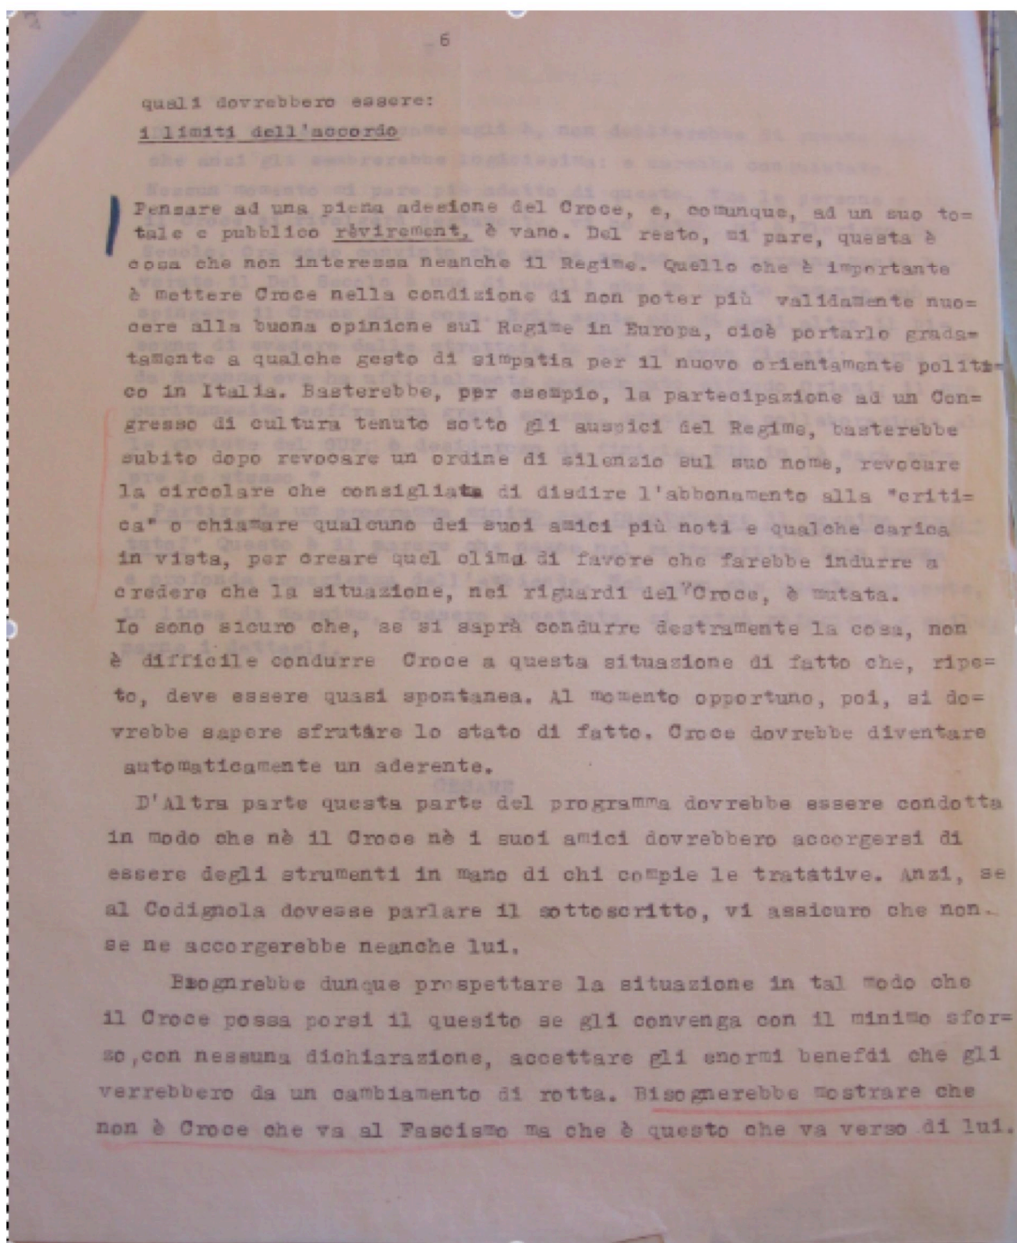 6
quali dovrebbero essere:
i limiti dell'accordo
Pensare ad una piena adesione del Croce, e, comunque, ad un suo to=
tale e pubblico rèvirement, è vano. Del resto, mi pare, questa è
cosa che non interessa neanche il Regime. Quello che è importante
è mettere Croce nella condizione di non poter più validamente nuo=
cere alla buona opinione sul Regime in Europa, cioè portarlo grada=
tamente a qualche gesto di simpatia per il nuovo orientamente politi=
co in Italia. Basterebbe, per esempio, la partecipazione ad un Con=
gresso di cultura tenuto sotto gli auspici del Regime, basterebbe
subito dopo revocare un ordine di silenzio sul suo nome, revocare
la circolare che consigliata di disdire l'abbonamento alla "criti=
ca" o chiamare qualcuno dei suoi amici più noti e qualche carica
in vista, per creare quel clima di favore che farebbe indurre a
credere che la situazione, nei riguardi del Croce, è mutata.
Io sono sicuro che, se si saprà condurre destramente la cosa, non
è difficile condurre Croce a questa situazione di fatto che, ripe=
to, deve essere quasi spontanea. Al momento opportuno, poi, si do=
vrebbe sapere sfruttare lo stato di fatto. Croce dovrebbe diventare
automaticamente un aderente.
D'Altra parte questa parte del programma dovrebbe essere condotta
in modo che nè il Croce nè i suoi amici dovrebbero accorgersi di
essere degli strumenti in mano di chi compie le tratative. Anzi, se
al Codignola dovesse parlare il sottoscritto, vi assicuro che non
se ne accorgerebbe neanche lui.
Bsognrebbe dunque prospettare la situazione in tal modo che
il Croce possa porsi il quesito se gli convenga con il minimo sfor=
zo,con nessuna dichiarazione, accettare gli enormi benefdi che gli
verrebbero da un cambiamento di rotta. Bisognerebbe mostrare che
non è Croce che va al Fascismo ma che è questo che va verso di lui.